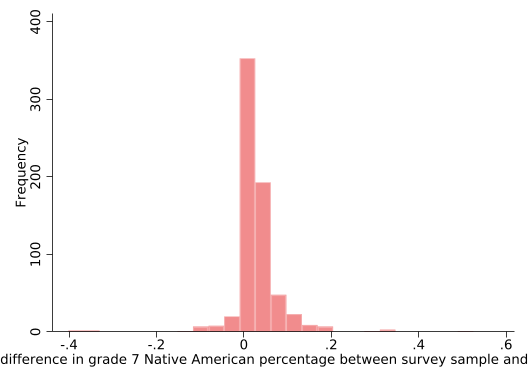 400
300
200
100
0
Frequency
-.4 -.2 0 .2 .4 .6
difference in grade 7 Native American percentage between survey sample and